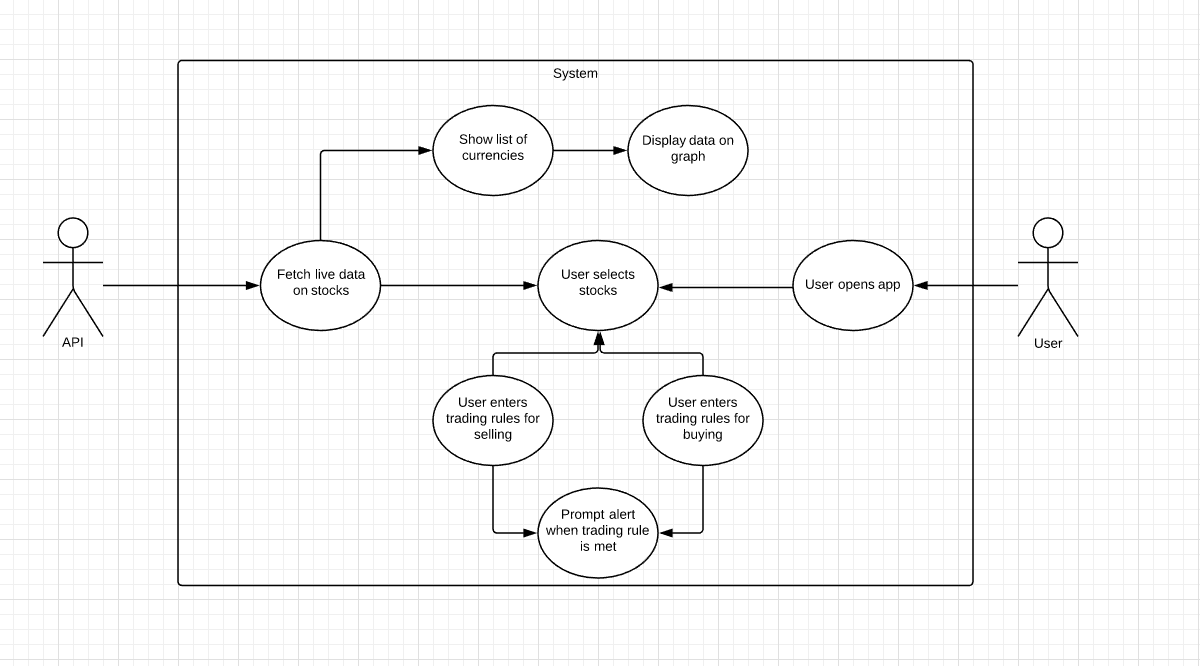 System
Show list of
currencies
Display data on
graph
Fetch live data
on stocks
User selects
stocks
User opens app
API
User
User enters
trading rules for
selling
User enters
trading rules for
buying
Prompt alert
when trading rule
is met